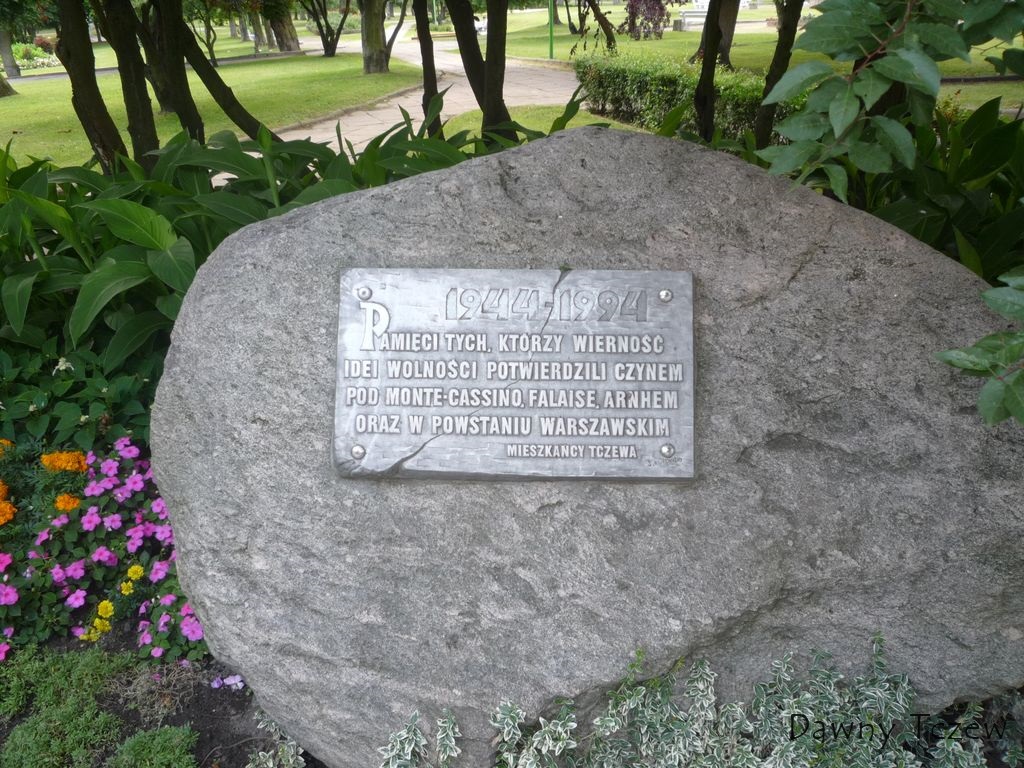 1944-1994
PAMIĘCI TYCH, KTÓRZY WIERNOŚĆ
IDEI WOLNOŚCI POTWIERDZILI CZYNEM
POD MONTE-CASSINO, FALAISE, ARNHEM
ORAZ W POWSTANIU WARSZAWSKIM
MIESZKAŃCY TCZEWA
Dawny Tczew